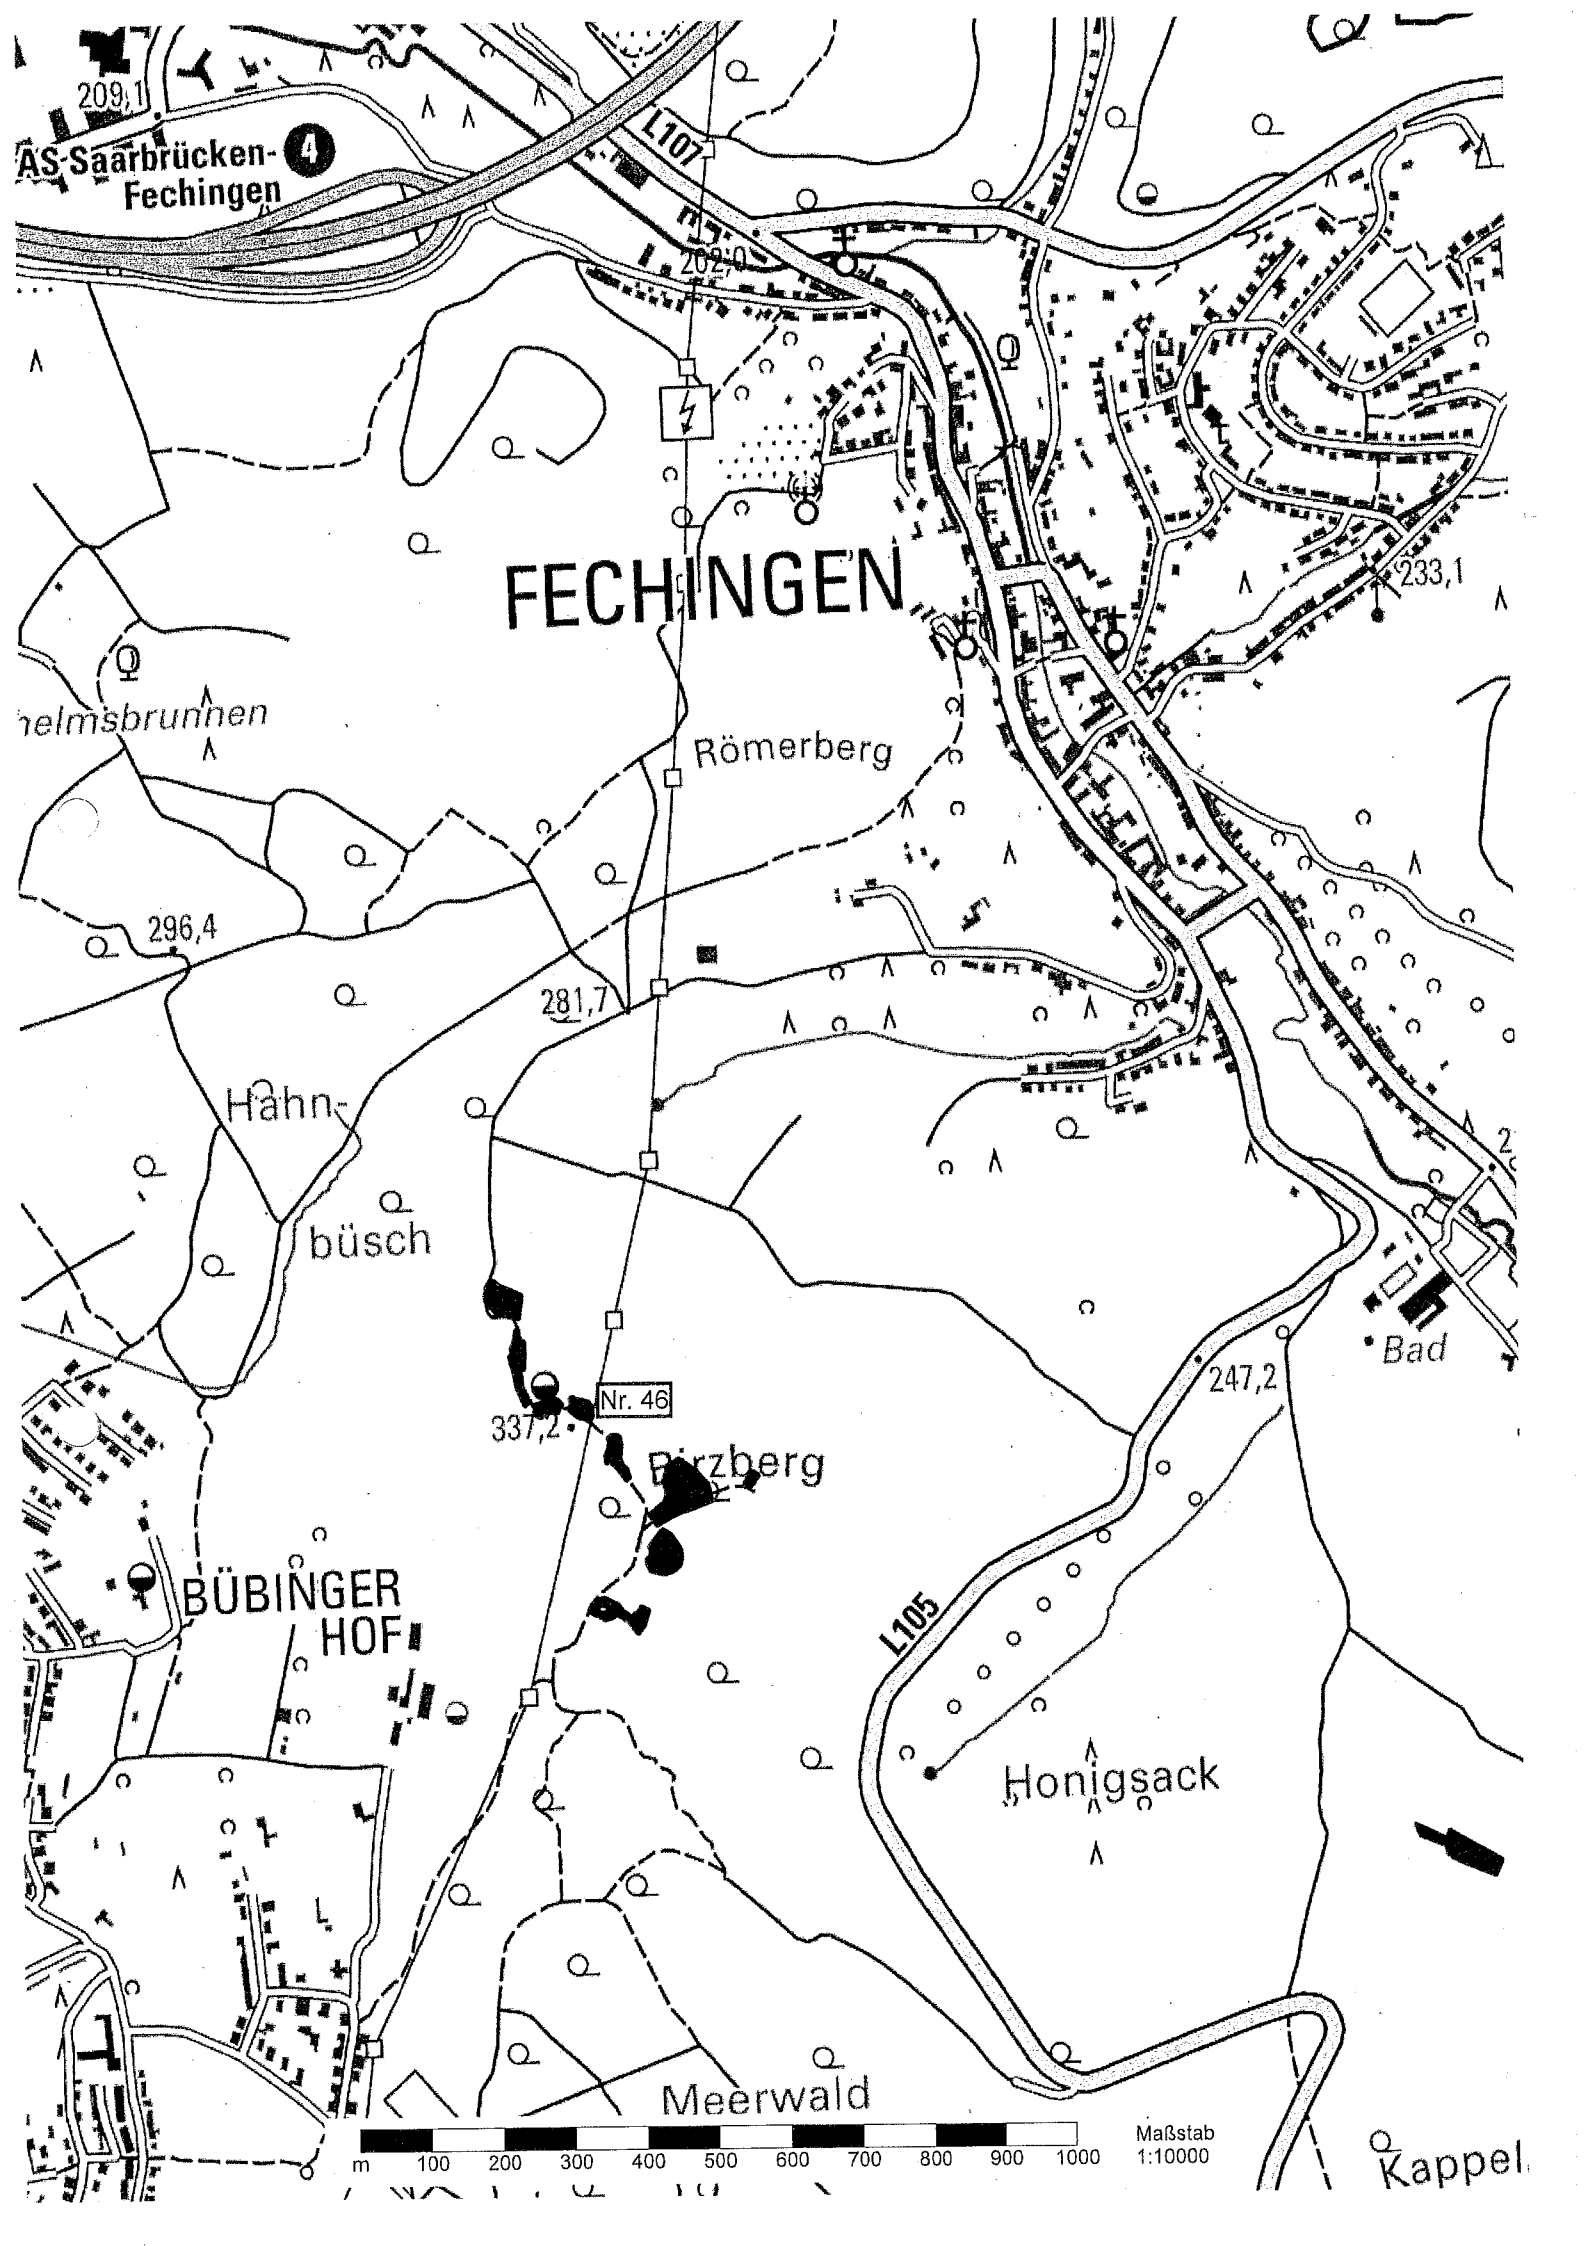 209,1
AS-Saarbrücken-
Fechingen
4
L107
202,0
FECHINGEN
233,1
helmsbrunnen
Römerberg
296,4
281,7
Hahn-
büsch
Bad
247,2
Nr. 46
337,2
Birzberg
BÜBINGER
HOF
L105
Honigsack
Meerwald
Maßstab
1:10000
m 100 200 300 400 500 600 700 800 900 1000
Kappel